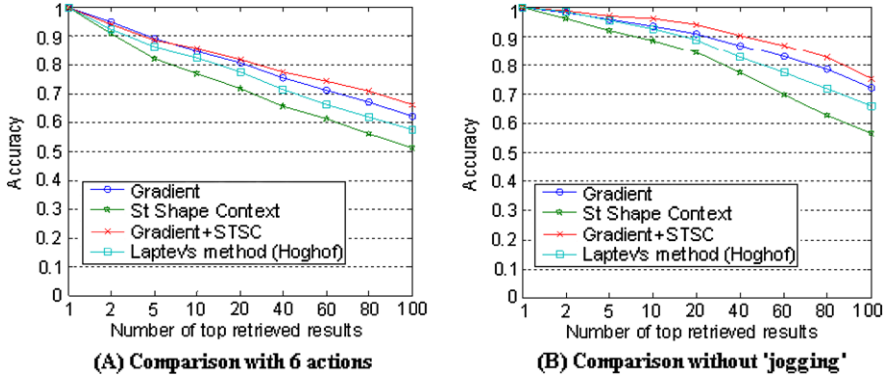 1
0.9
0.8
0.7
0.6
0.5
0.4
0.3
0.2
0.1
0
Accuracy
Gradient
St Shape Context
Gradient+STSC
Laptev's method (Hoghof)
1 2 5 10 20 40 60 80 100
Number of top retrieved results
(A) Comparison with 6 actions
1
0.9
0.8
0.7
0.6
0.5
0.4
0.3
0.2
0.1
0
Accuracy
Gradient
St Shape Context
Gradient+STSC
Laptev's method (Hoghof)
1 2 5 10 20 40 60 80 100
Number of top retrieved results
(B) Comparison without 'jogging'